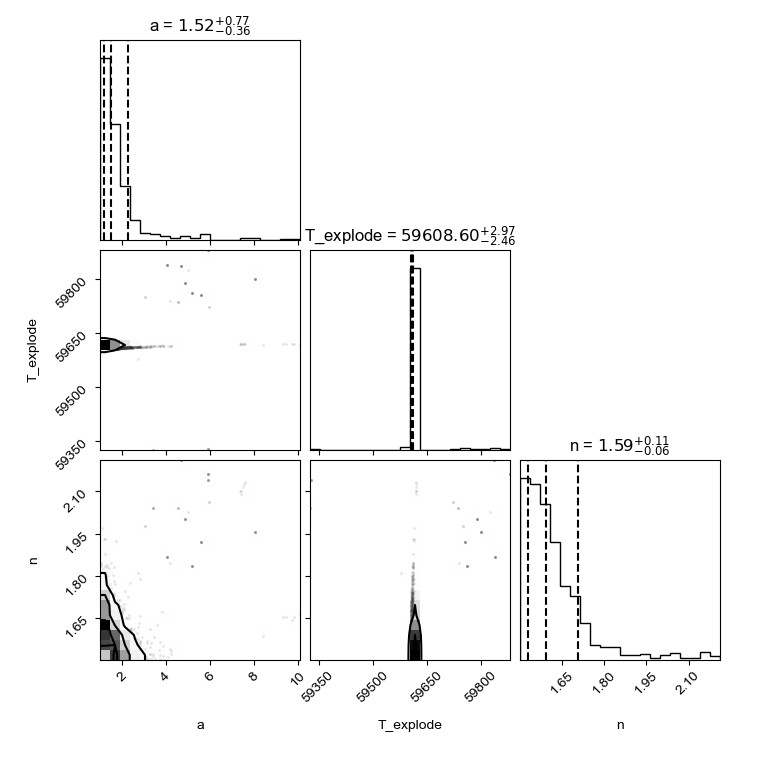 a = 1.52+0.77 −0.36
T_explode = 59608.60+2.97 −2.46
T_explode
59800
59650
59500
59350
n = 1.59+0.11 −0.06
n
2.10
1.95
1.80
1.65
2 4 6 8 10
59350 59500 59650 59800
1.65 1.80 1.95 2.10
a
T_explode
n